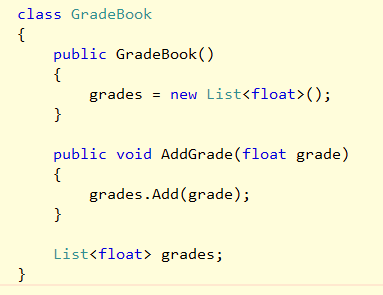 class GradeBook
{
    public GradeBook()
    {
        grades = new List<float>();
    }

    public void AddGrade(float grade)
    {
        grades.Add(grade);
    }

    List<float> grades;
}